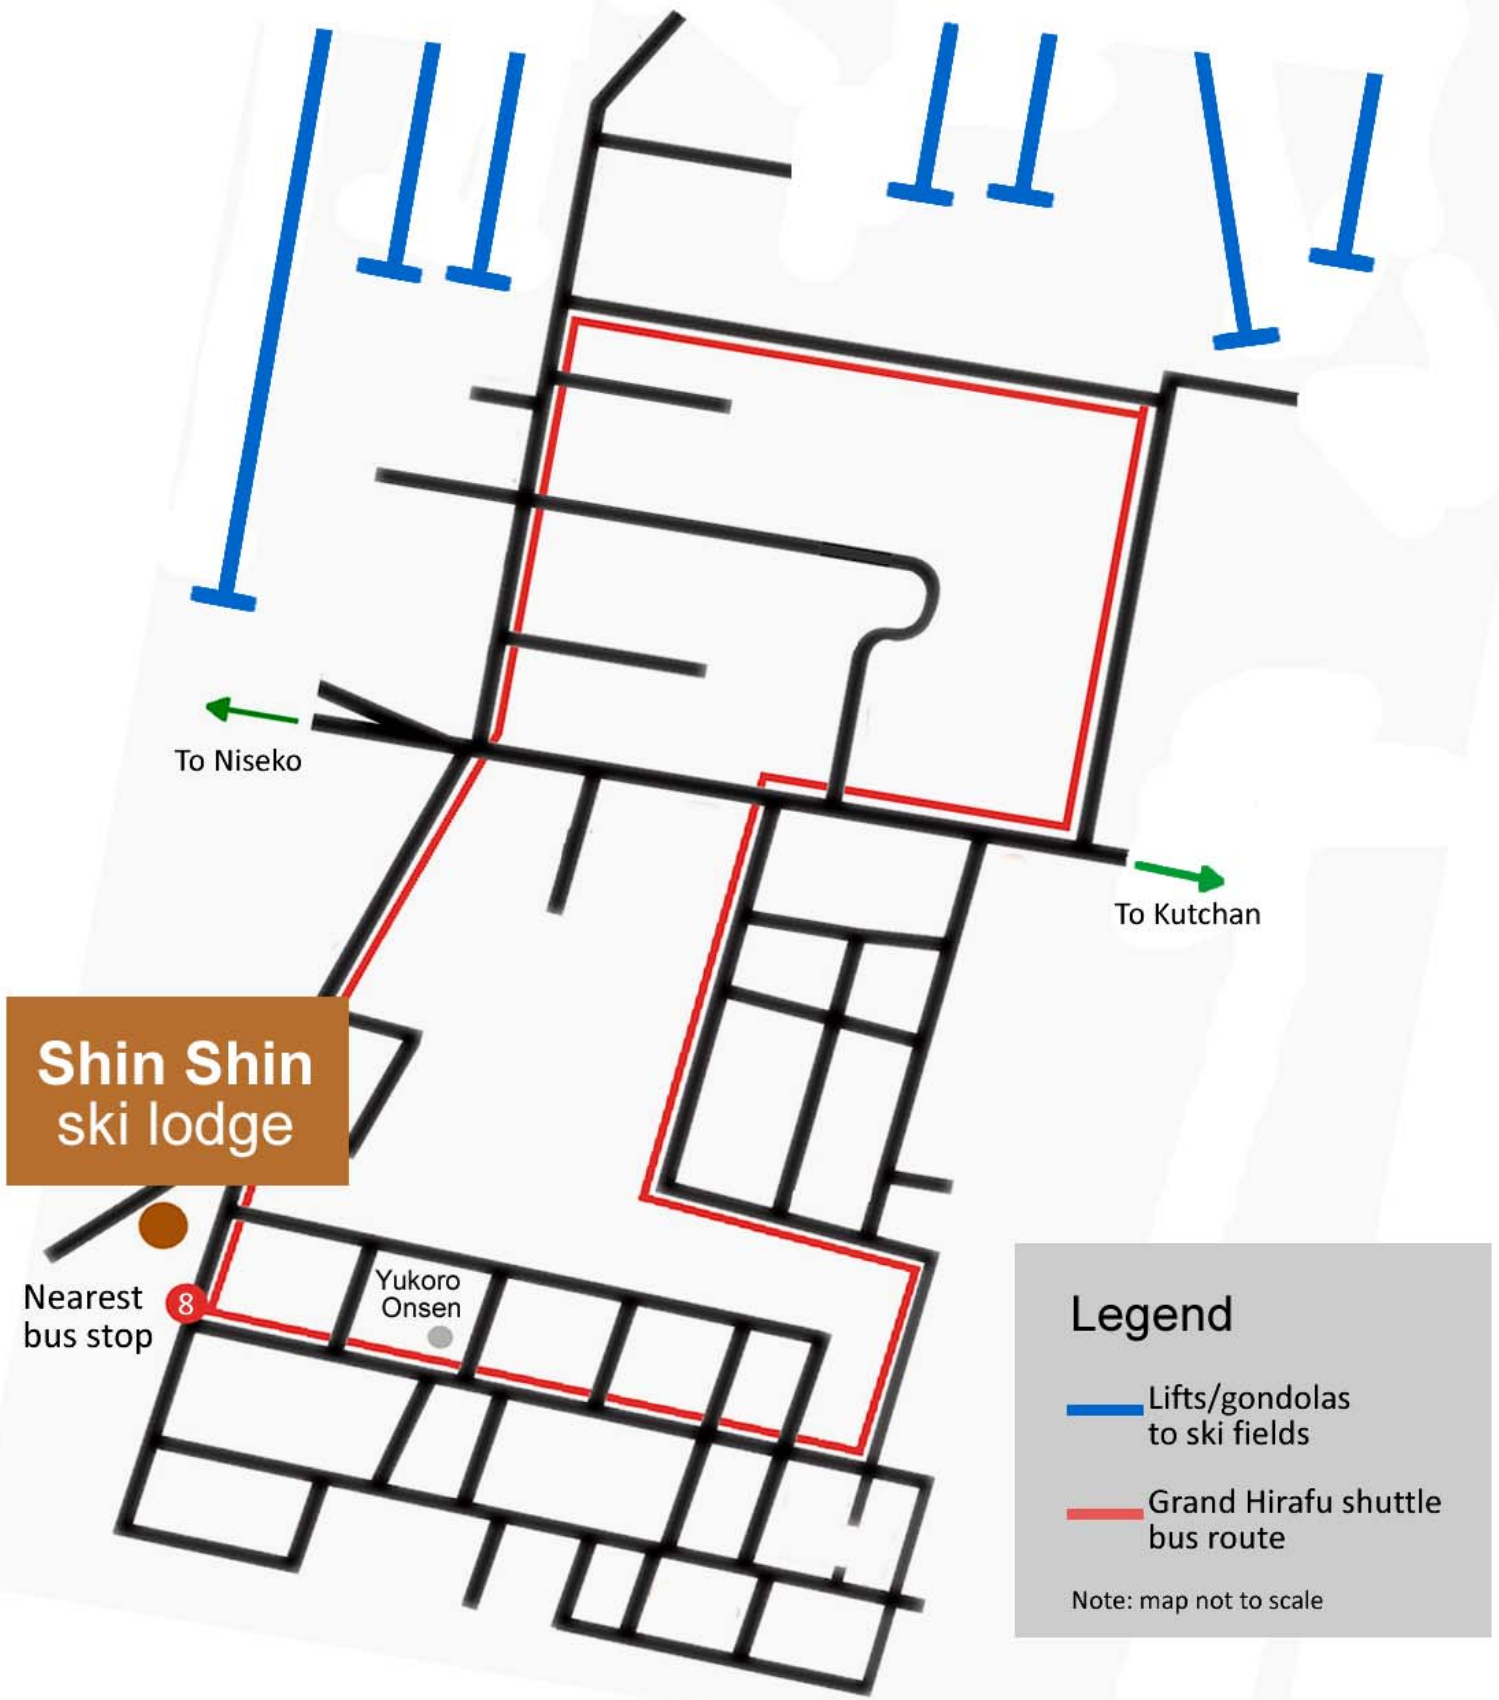 To Niseko
To Kutchan
Shin Shin
ski lodge
Nearest
bus stop
8
Yukoro
Onsen
Legend
Lifts/gondolas
to ski fields
Grand Hirafu shuttle
bus route
Note: map not to scale